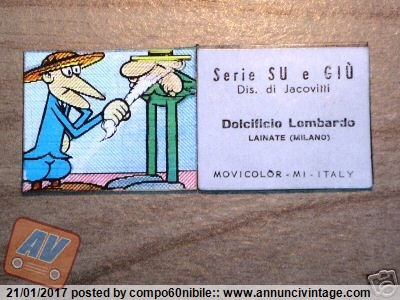 Serie SU e GIÙ
Dis. di Jacovitti
Dolcificio Lombardo
LAINATE (MILANO)
MOVICOLÒR - MI - ITALY
AV
21/01/2017 posted by compo60nibile:: www.annuncivintage.com